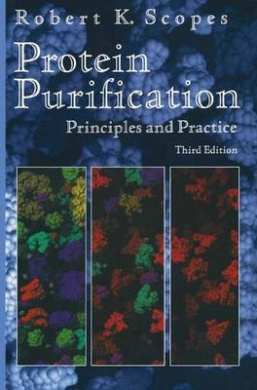 Robert K. Scopes
Protein
Purification
Principles and Practice
Third Edition